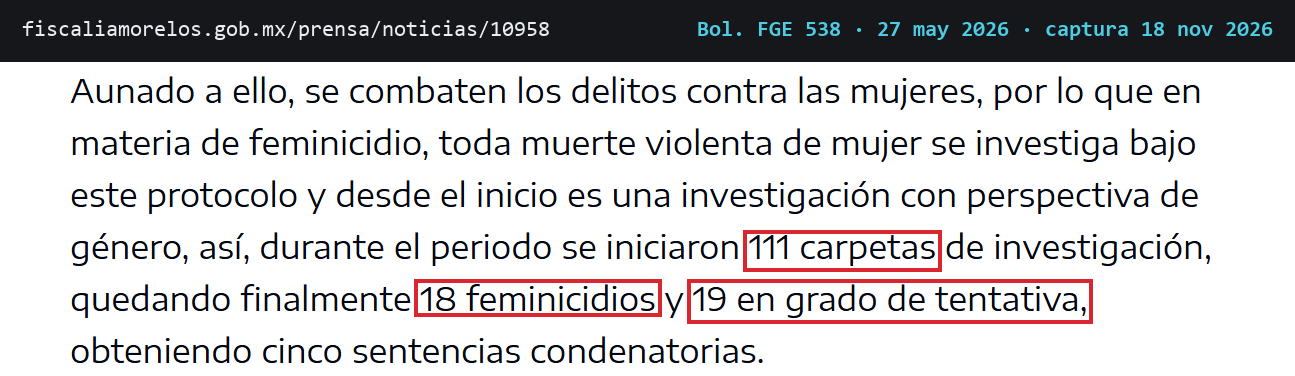 fiscaliamorelos.gob.mx/prensa/noticias/10958
Bol. FGE 538 · 27 may 2026 · captura 18 nov 2026
Aunado a ello, se combaten los delitos contra las mujeres, por lo que en
materia de feminicidio, toda muerte violenta de mujer se investiga bajo
este protocolo y desde el inicio es una investigación con perspectiva de
género, así, durante el periodo se iniciaron 111 carpetas de investigación,
quedando finalmente 18 feminicidios y 19 en grado de tentativa,
obteniendo cinco sentencias condenatorias.